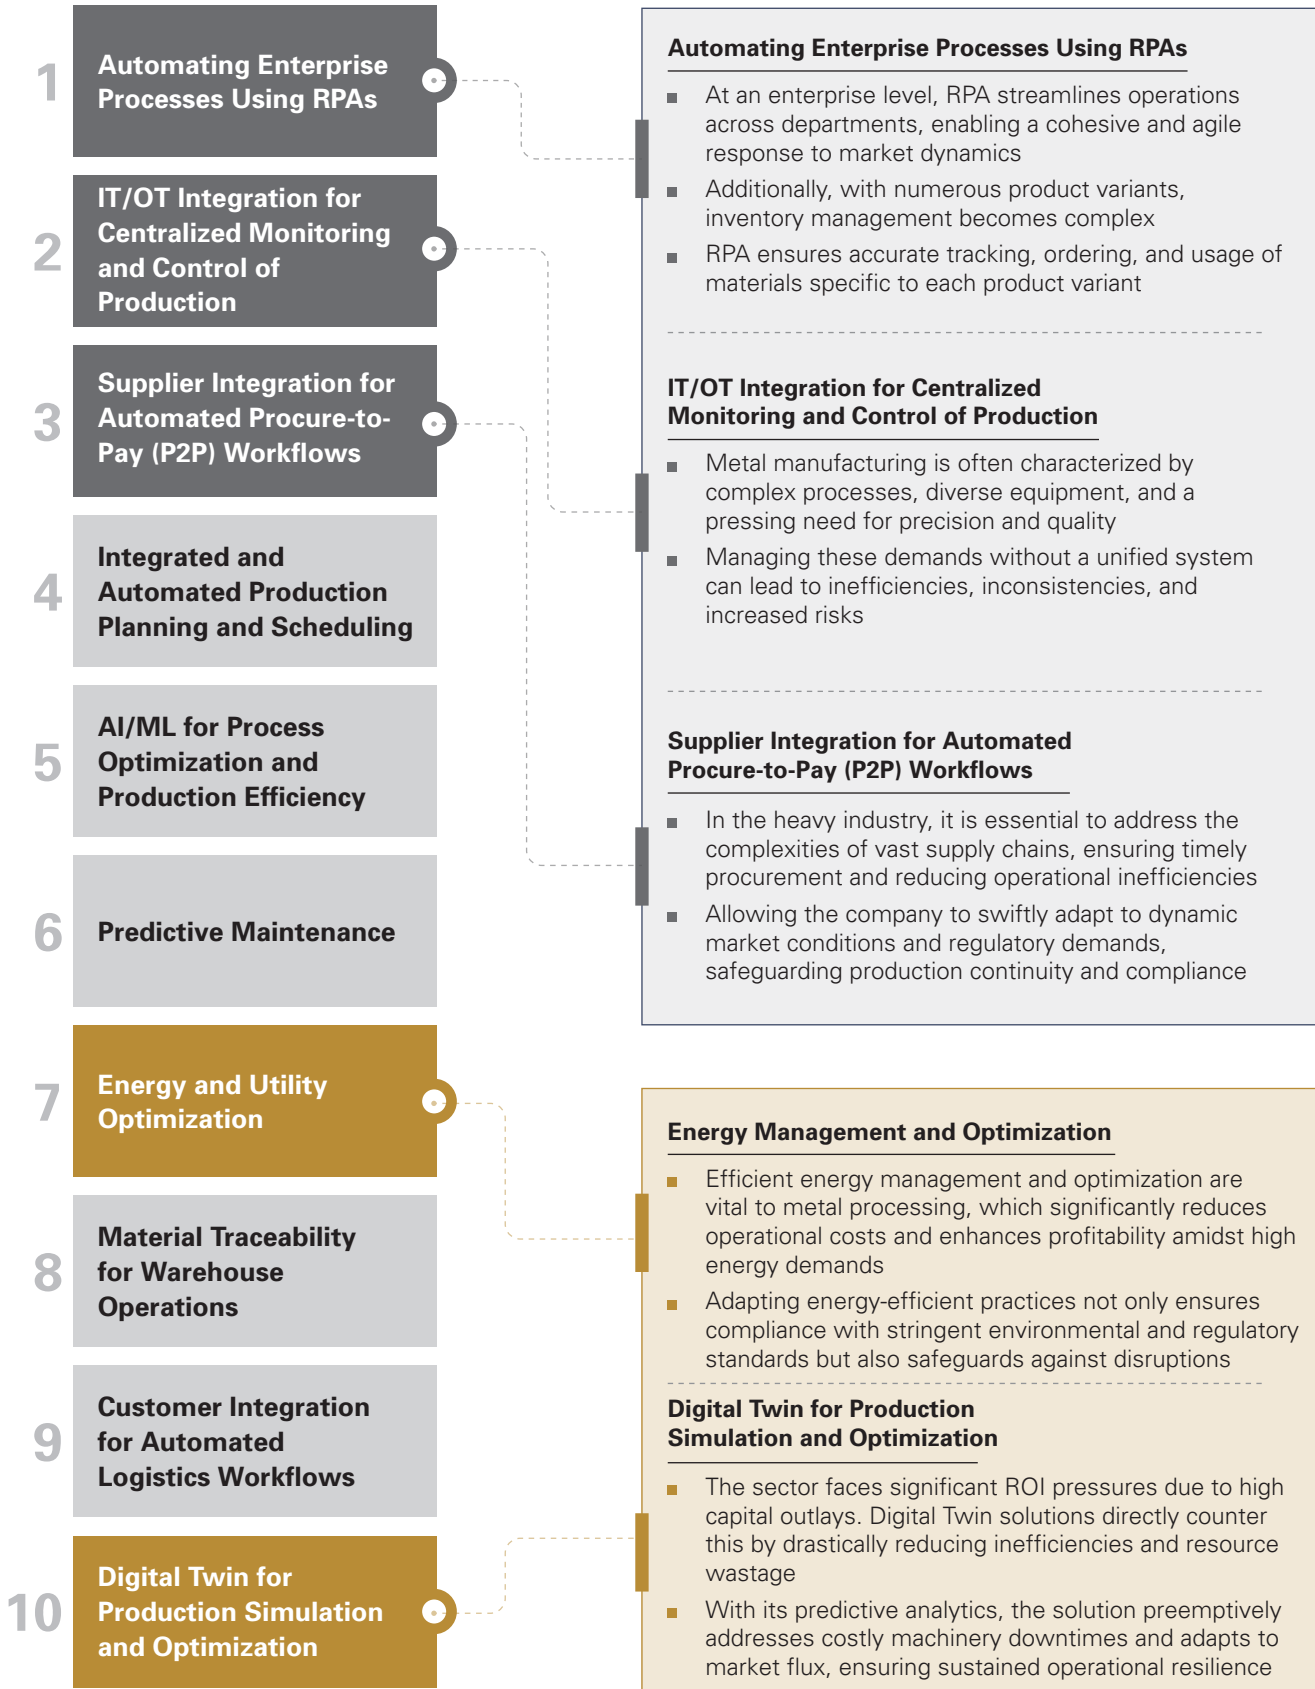 1
Automating Enterprise
Processes Using RPAs
2
IT/OT Integration for
Centralized Monitoring
and Control of
Production
3
Supplier Integration for
Automated Procure-to-
Pay (P2P) Workflows
4
Integrated and
Automated Production
Planning and Scheduling
5
AI/ML for Process
Optimization and
Production Efficiency
6
Predictive Maintenance
7
Energy and Utility
Optimization
8
Material Traceability
for Warehouse
Operations
9
Customer Integration
for Automated
Logistics Workflows
10
Digital Twin for
Production Simulation
and Optimization
Automating Enterprise Processes Using RPAs
At an enterprise level, RPA streamlines operations
across departments, enabling a cohesive and agile
response to market dynamics
Additionally, with numerous product variants,
inventory management becomes complex
RPA ensures accurate tracking, ordering, and usage of
materials specific to each product variant
IT/OT Integration for Centralized
Monitoring and Control of Production
Metal manufacturing is often characterized by
complex processes, diverse equipment, and a
pressing need for precision and quality
Managing these demands without a unified system
can lead to inefficiencies, inconsistencies, and
increased risks
Supplier Integration for Automated
Procure-to-Pay (P2P) Workflows
In the heavy industry, it is essential to address the
complexities of vast supply chains, ensuring timely
procurement and reducing operational inefficiencies
Allowing the company to swiftly adapt to dynamic
market conditions and regulatory demands,
safeguarding production continuity and compliance
Energy Management and Optimization
Efficient energy management and optimization are
vital to metal processing, which significantly reduces
operational costs and enhances profitability amidst high
energy demands
Adapting energy-efficient practices not only ensures
compliance with stringent environmental and regulatory
standards but also safeguards against disruptions
Digital Twin for Production
Simulation and Optimization
The sector faces significant ROI pressures due to high
capital outlays. Digital Twin solutions directly counter
this by drastically reducing inefficiencies and resource
wastage
With its predictive analytics, the solution preemptively
addresses costly machinery downtimes and adapts to
market flux, ensuring sustained operational resilience